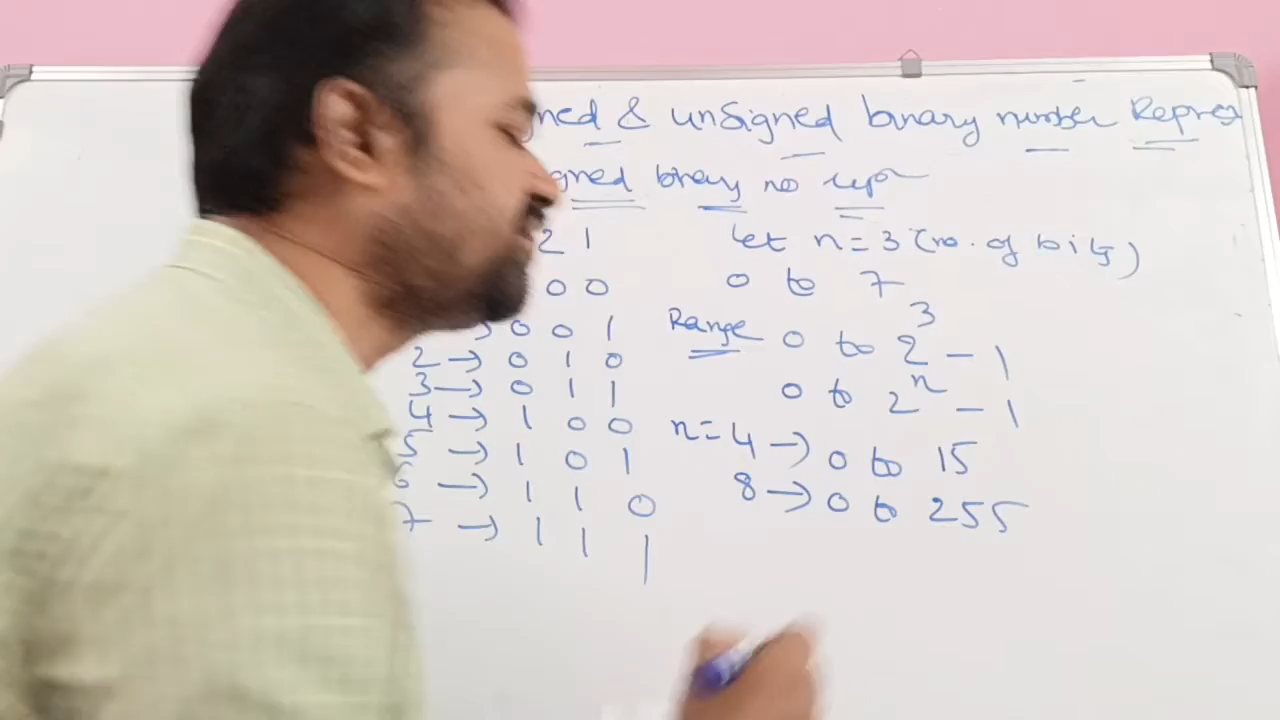 ned & unsigned binary number Repres
gned binary no repr
2 1 let n=3 (no. of bits)
0 0 0 to 7
→ 0 0 1 Range 0 to 2^3 - 1
2 → 0 1 0
3 → 0 1 1 0 to 2^n - 1
4 → 1 0 0 n=4 → 0 to 15
5 → 1 0 1
6 → 1 1 0 8 → 0 to 255
7 → 1 1 1